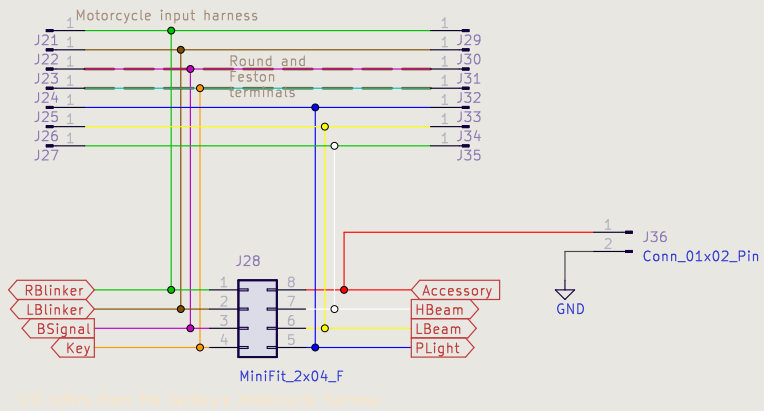 Motorcycle input harness
1 1
J21 J29
1 1
J22 J30
1 Round and 1
J23 Feston J31
1 1
terminals
J24 J32
1 1
J25 J33
1 1
J26 J34
1 1
J27 J35
1 J36
2 Conn_01x02_Pin
GND
J28
RBlinker 1 8 Accessory
LBlinker 2 7 HBeam
BSignal 3 6 LBeam
Key 4 5 PLight
MiniFit_2x04_F